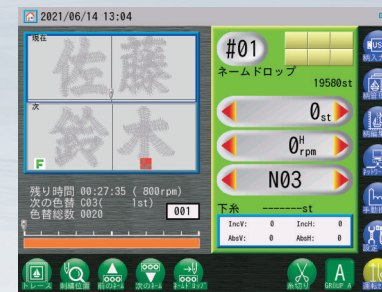 2021/06/14 13:04
現在
佐藤
次
鈴木
F
残り時間 00:27:35 ( 800rpm)
次の色替 C03( 1st)
色替総数 0020
001
#01
ネームドロップ
19580st
0st
0H rpm
N03
下糸 -------st
IncV: 0 IncH: 0
AbsV: 0 AbsH: 0
USB
トレース
刺繍位置
前のネーム
次のネーム
ネームドロップ
糸切り
A
GROUP A